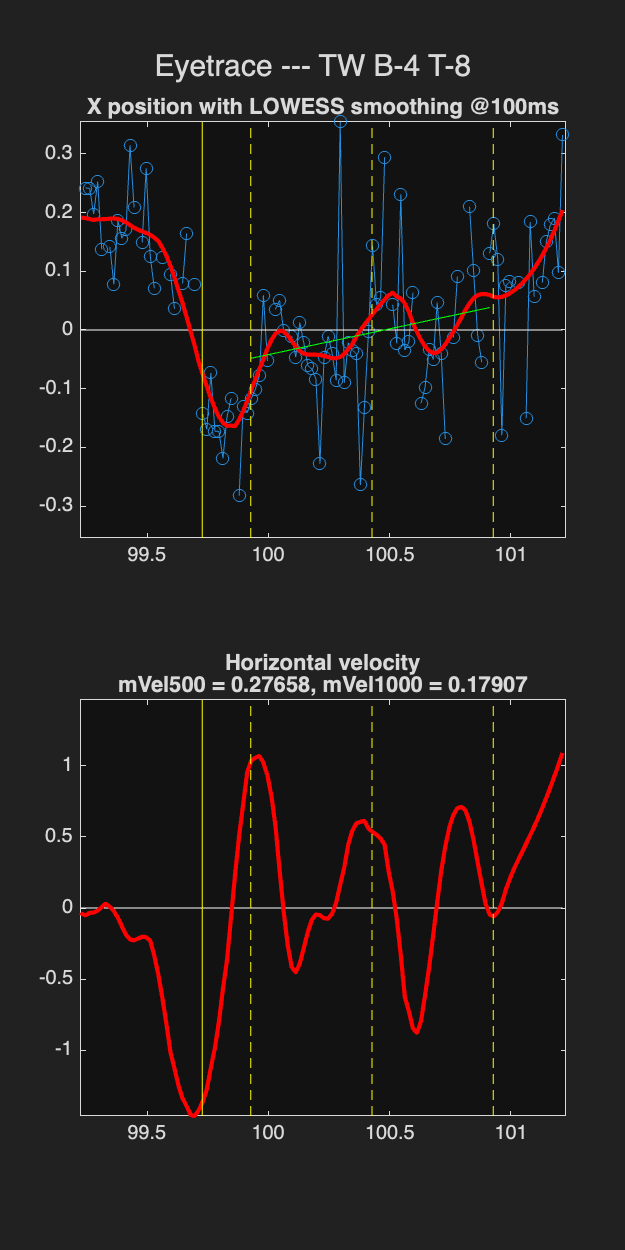 Eyetrace --- TW B-4 T-8
X position with LOWESS smoothing @100ms
0.3
0.2
0.1
0
-0.1
-0.2
-0.3
99.5 100 100.5 101
Horizontal velocity
mVel500 = 0.27658, mVel1000 = 0.17907
1
0.5
0
-0.5
-1
99.5 100 100.5 101